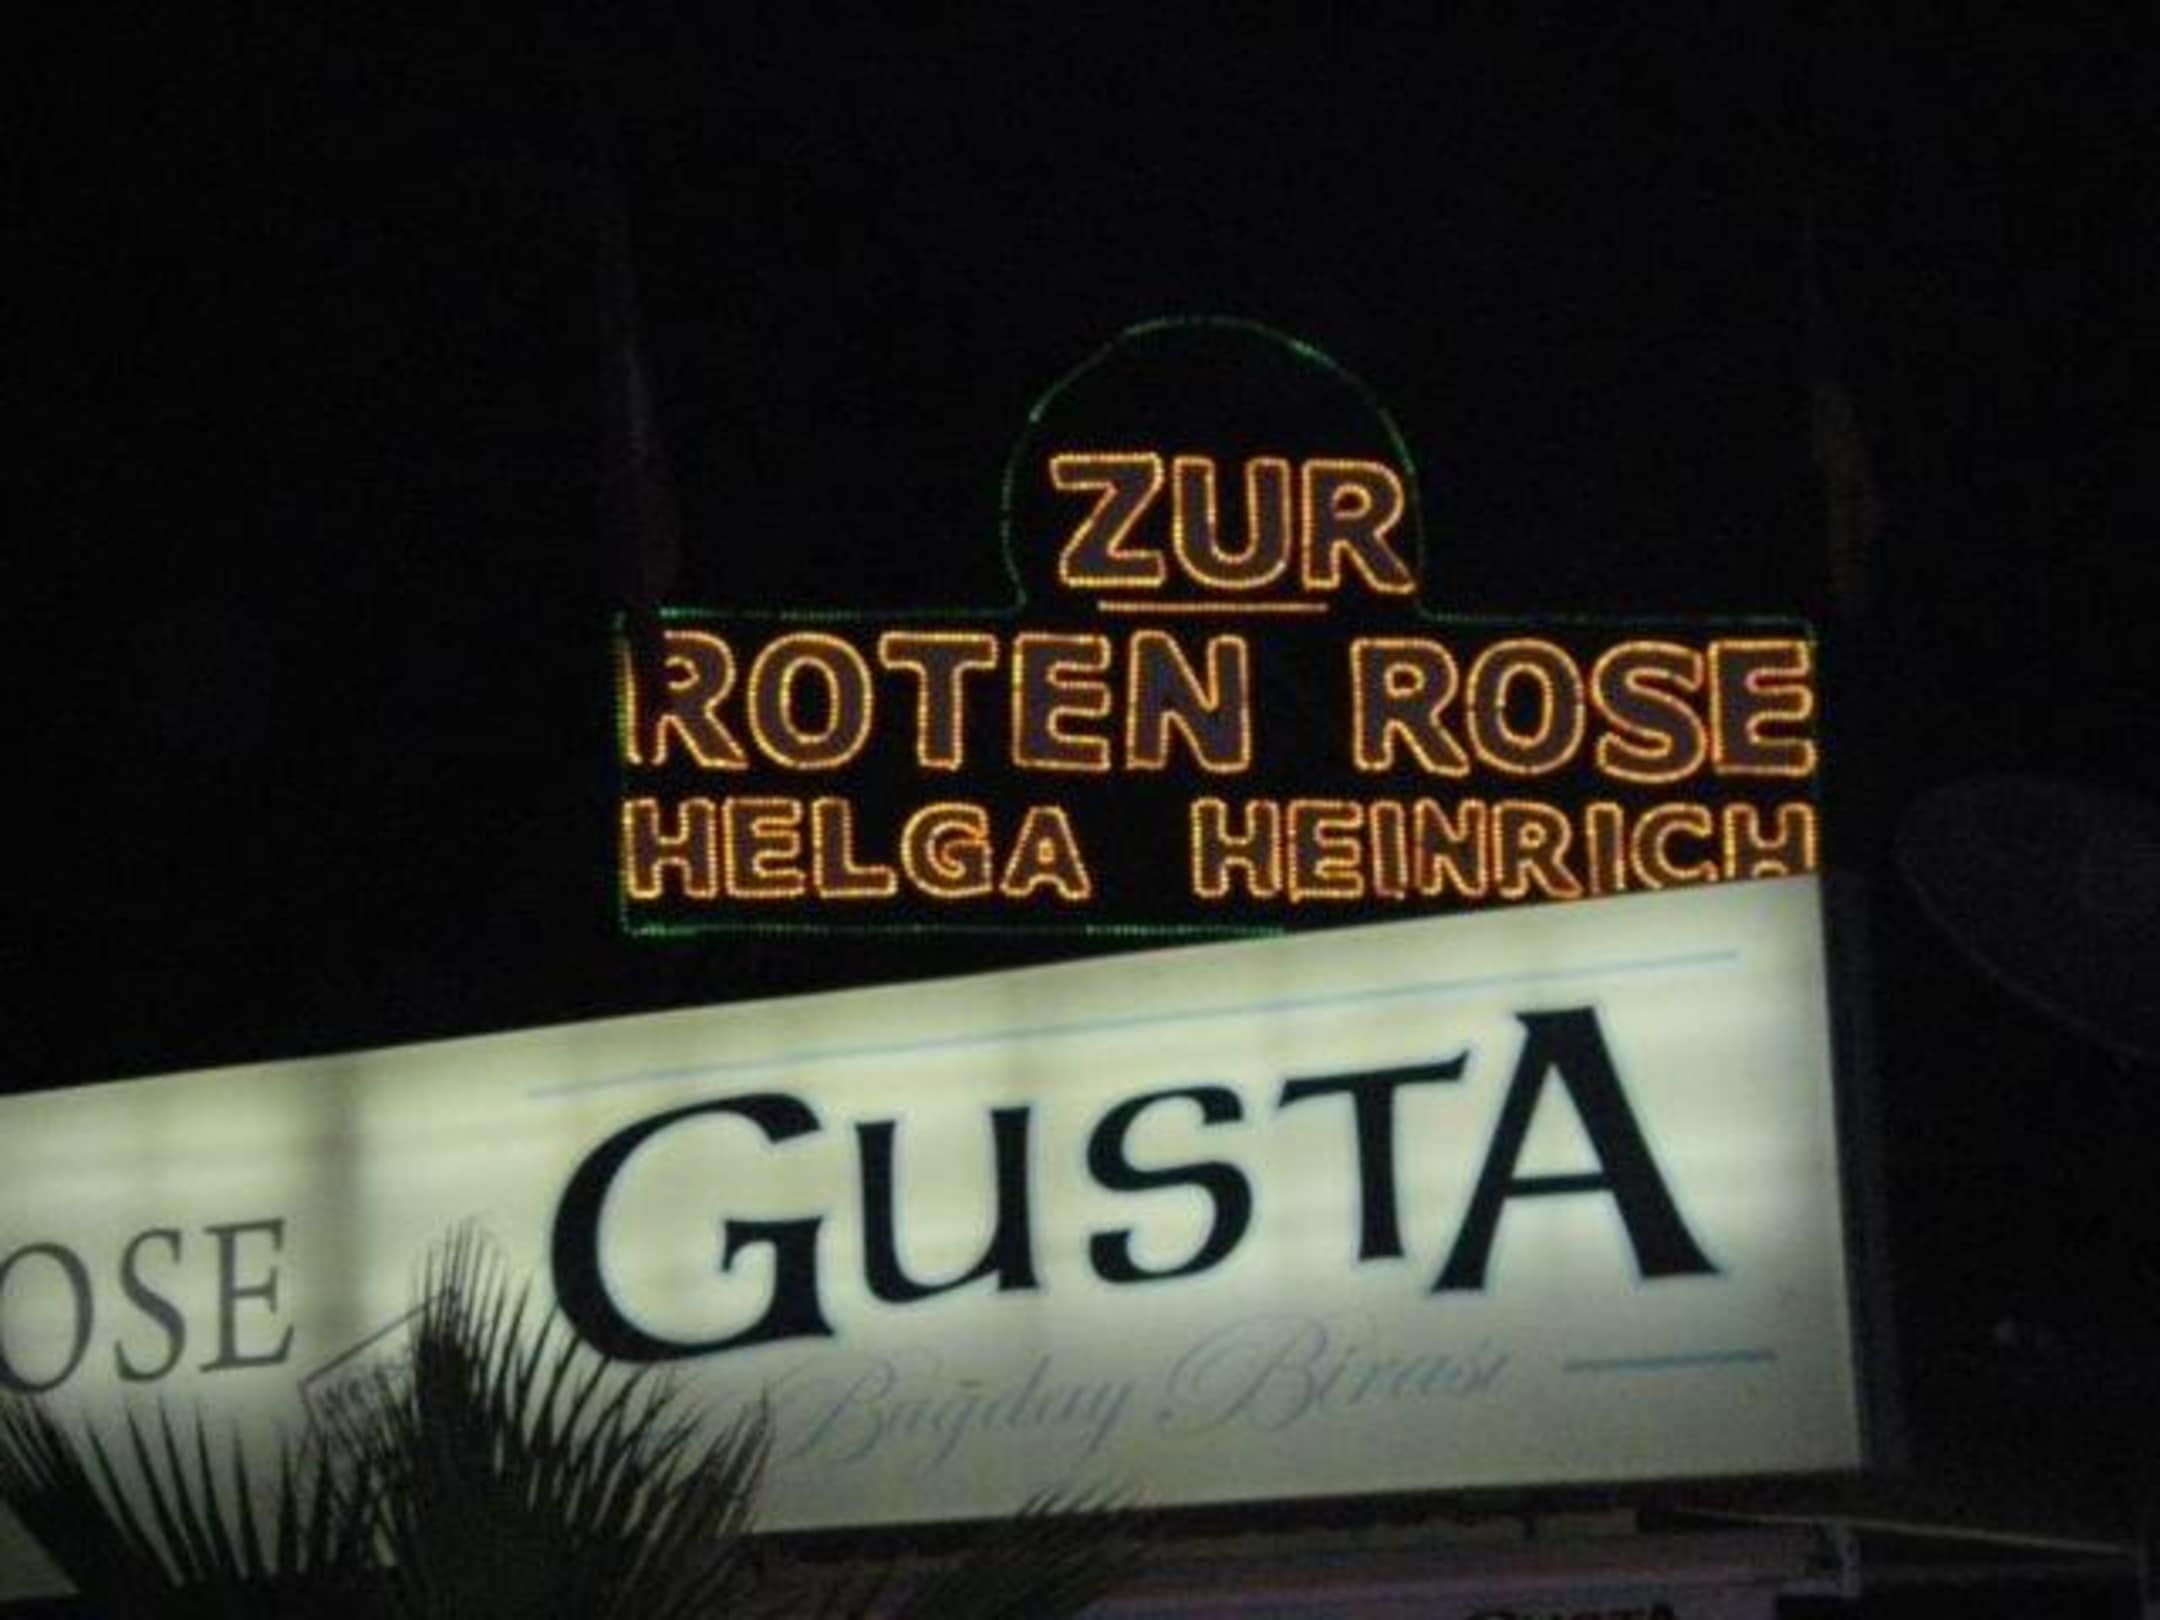 ZUR
ROTEN ROSE
HELGA HEINRICH
GUSTA
OSE
Buğday Birası